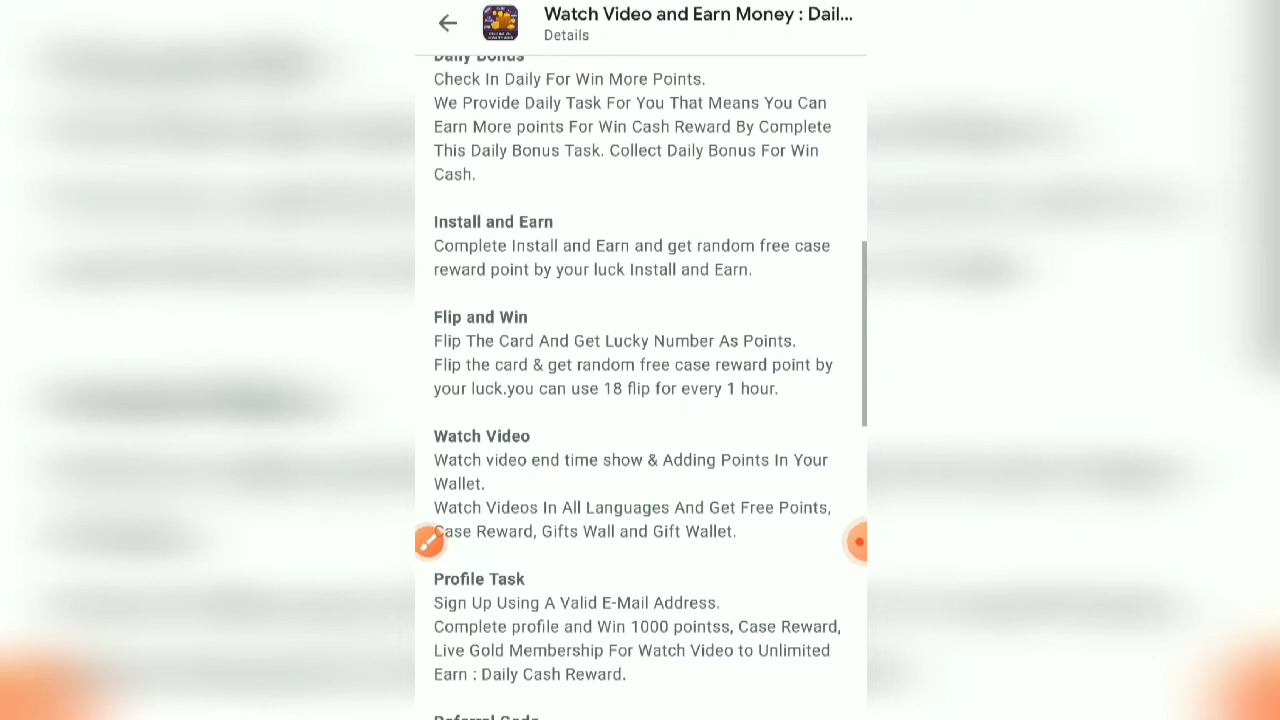 Watch Video and Earn Money : Dail...
Details
Daily Bonus
Check In Daily For Win More Points.
We Provide Daily Task For You That Means You Can
Earn More points For Win Cash Reward By Complete
This Daily Bonus Task. Collect Daily Bonus For Win
Cash.
Install and Earn
Complete Install and Earn and get random free case
reward point by your luck Install and Earn.
Flip and Win
Flip The Card And Get Lucky Number As Points.
Flip the card & get random free case reward point by
your luck.you can use 18 flip for every 1 hour.
Watch Video
Watch video end time show & Adding Points In Your
Wallet.
Watch Videos In All Languages And Get Free Points,
Case Reward, Gifts Wall and Gift Wallet.
Profile Task
Sign Up Using A Valid E-Mail Address.
Complete profile and Win 1000 pointss, Case Reward,
Live Gold Membership For Watch Video to Unlimited
Earn : Daily Cash Reward.
Referral Code